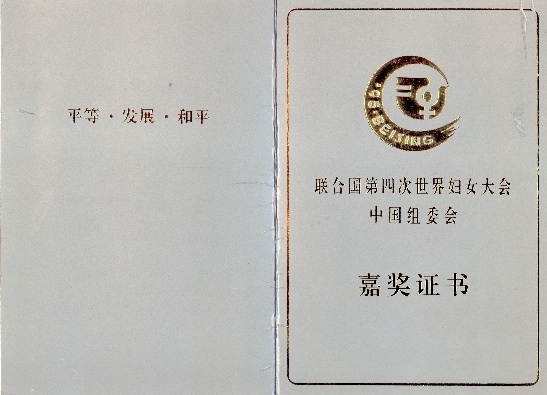 平等·发展·和平
'95·BEIJING
联合国第四次世界妇女大会
中国组委会
嘉奖证书